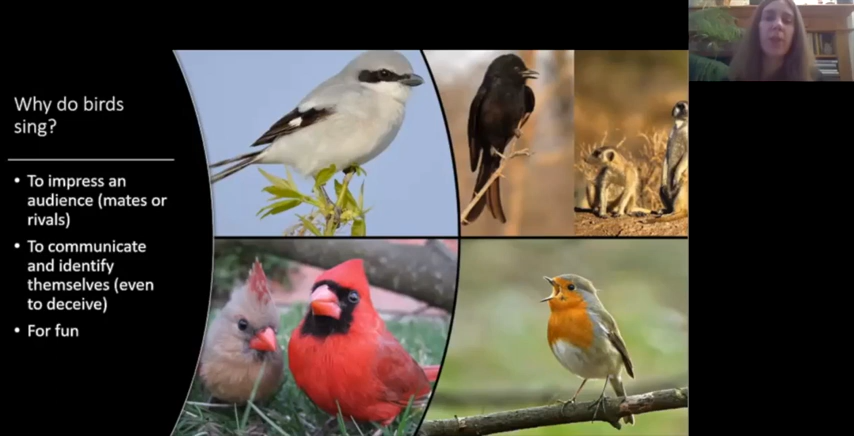 Why do birds
sing?
• To impress an
audience (mates or
rivals)
• To communicate
and identify
themselves (even
to deceive)
• For fun